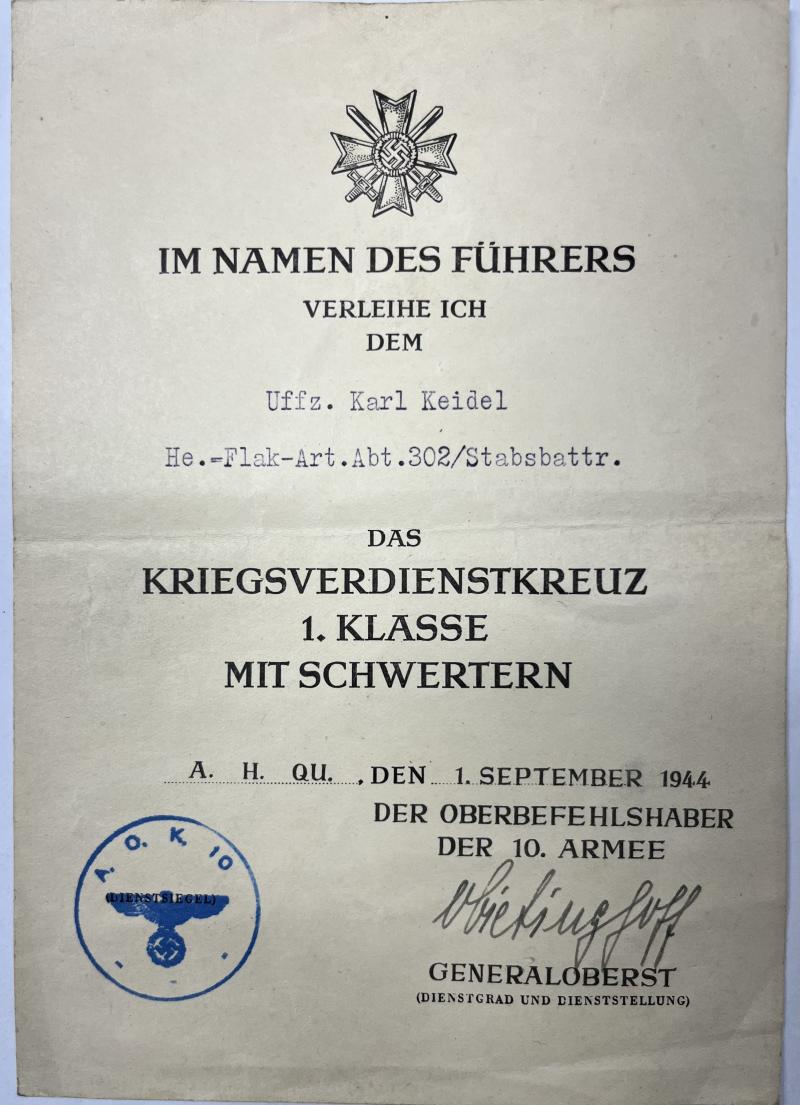 IM NAMEN DES FÜHRERS
VERLEIHE ICH
DEM
Uffz. Karl Keidel
He.-Flak-Art.Abt.302/Stabsbattr.
DAS
KRIEGSVERDIENSTKREUZ
1. KLASSE
MIT SCHWERTERN
A. H. QU. , DEN 1. SEPTEMBER 1944
DER OBERBEFEHLSHABER
DER 10. ARMEE
A. O. K. 10
(DIENSTSIEGEL)
Vietinghoff
GENERALOBERST
(DIENSTGRAD UND DIENSTSTELLUNG)